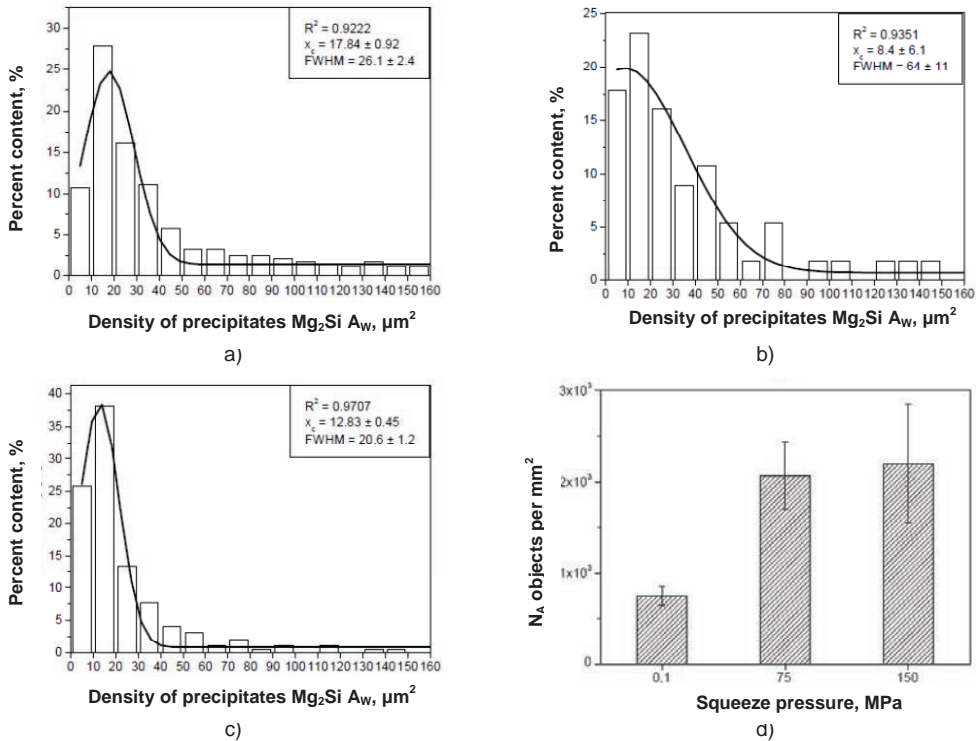 30
25
20
15
10
5
0
Percent content, %
R² = 0.9222
x_c = 17.84 ± 0.92
FWHM = 26.1 ± 2.4
0 10 20 30 40 50 60 70 80 90 100 110 120 130 140 150 160
Density of precipitates Mg₂Si A_W, µm²
a)
25
20
15
10
5
0
Percent content, %
R² = 0.9351
x_c = 8.4 ± 6.1
FWHM = 64 ± 11
0 10 20 30 40 50 60 70 80 90 100 110 120 130 140 150 160
Density of precipitates Mg₂Si A_W, µm²
b)
40
35
30
25
20
15
10
5
0
Percent content, %
R² = 0.9707
x_c = 12.83 ± 0.45
FWHM = 20.6 ± 1.2
0 10 20 30 40 50 60 70 80 90 100 110 120 130 140 150 160
Density of precipitates Mg₂Si A_W, µm²
c)
3x10³
2x10³
1x10³
0
N_A objects per mm²
0,1 75 150
Squeeze pressure, MPa
d)